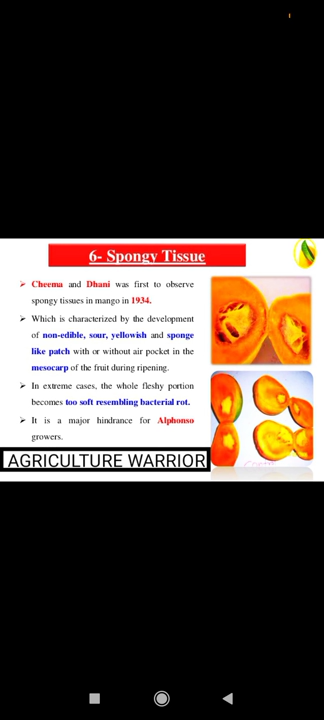 6- Spongy Tissue
➢ Cheema and Dhani was first to observe
spongy tissues in mango in 1934.
➢ Which is characterized by the development
of non-edible, sour, yellowish and sponge
like patch with or without air pocket in the
mesocarp of the fruit during ripening.
➢ In extreme cases, the whole fleshy portion
becomes too soft resembling bacterial rot.
➢ It is a major hindrance for Alphonso
growers.
AGRICULTURE WARRIOR